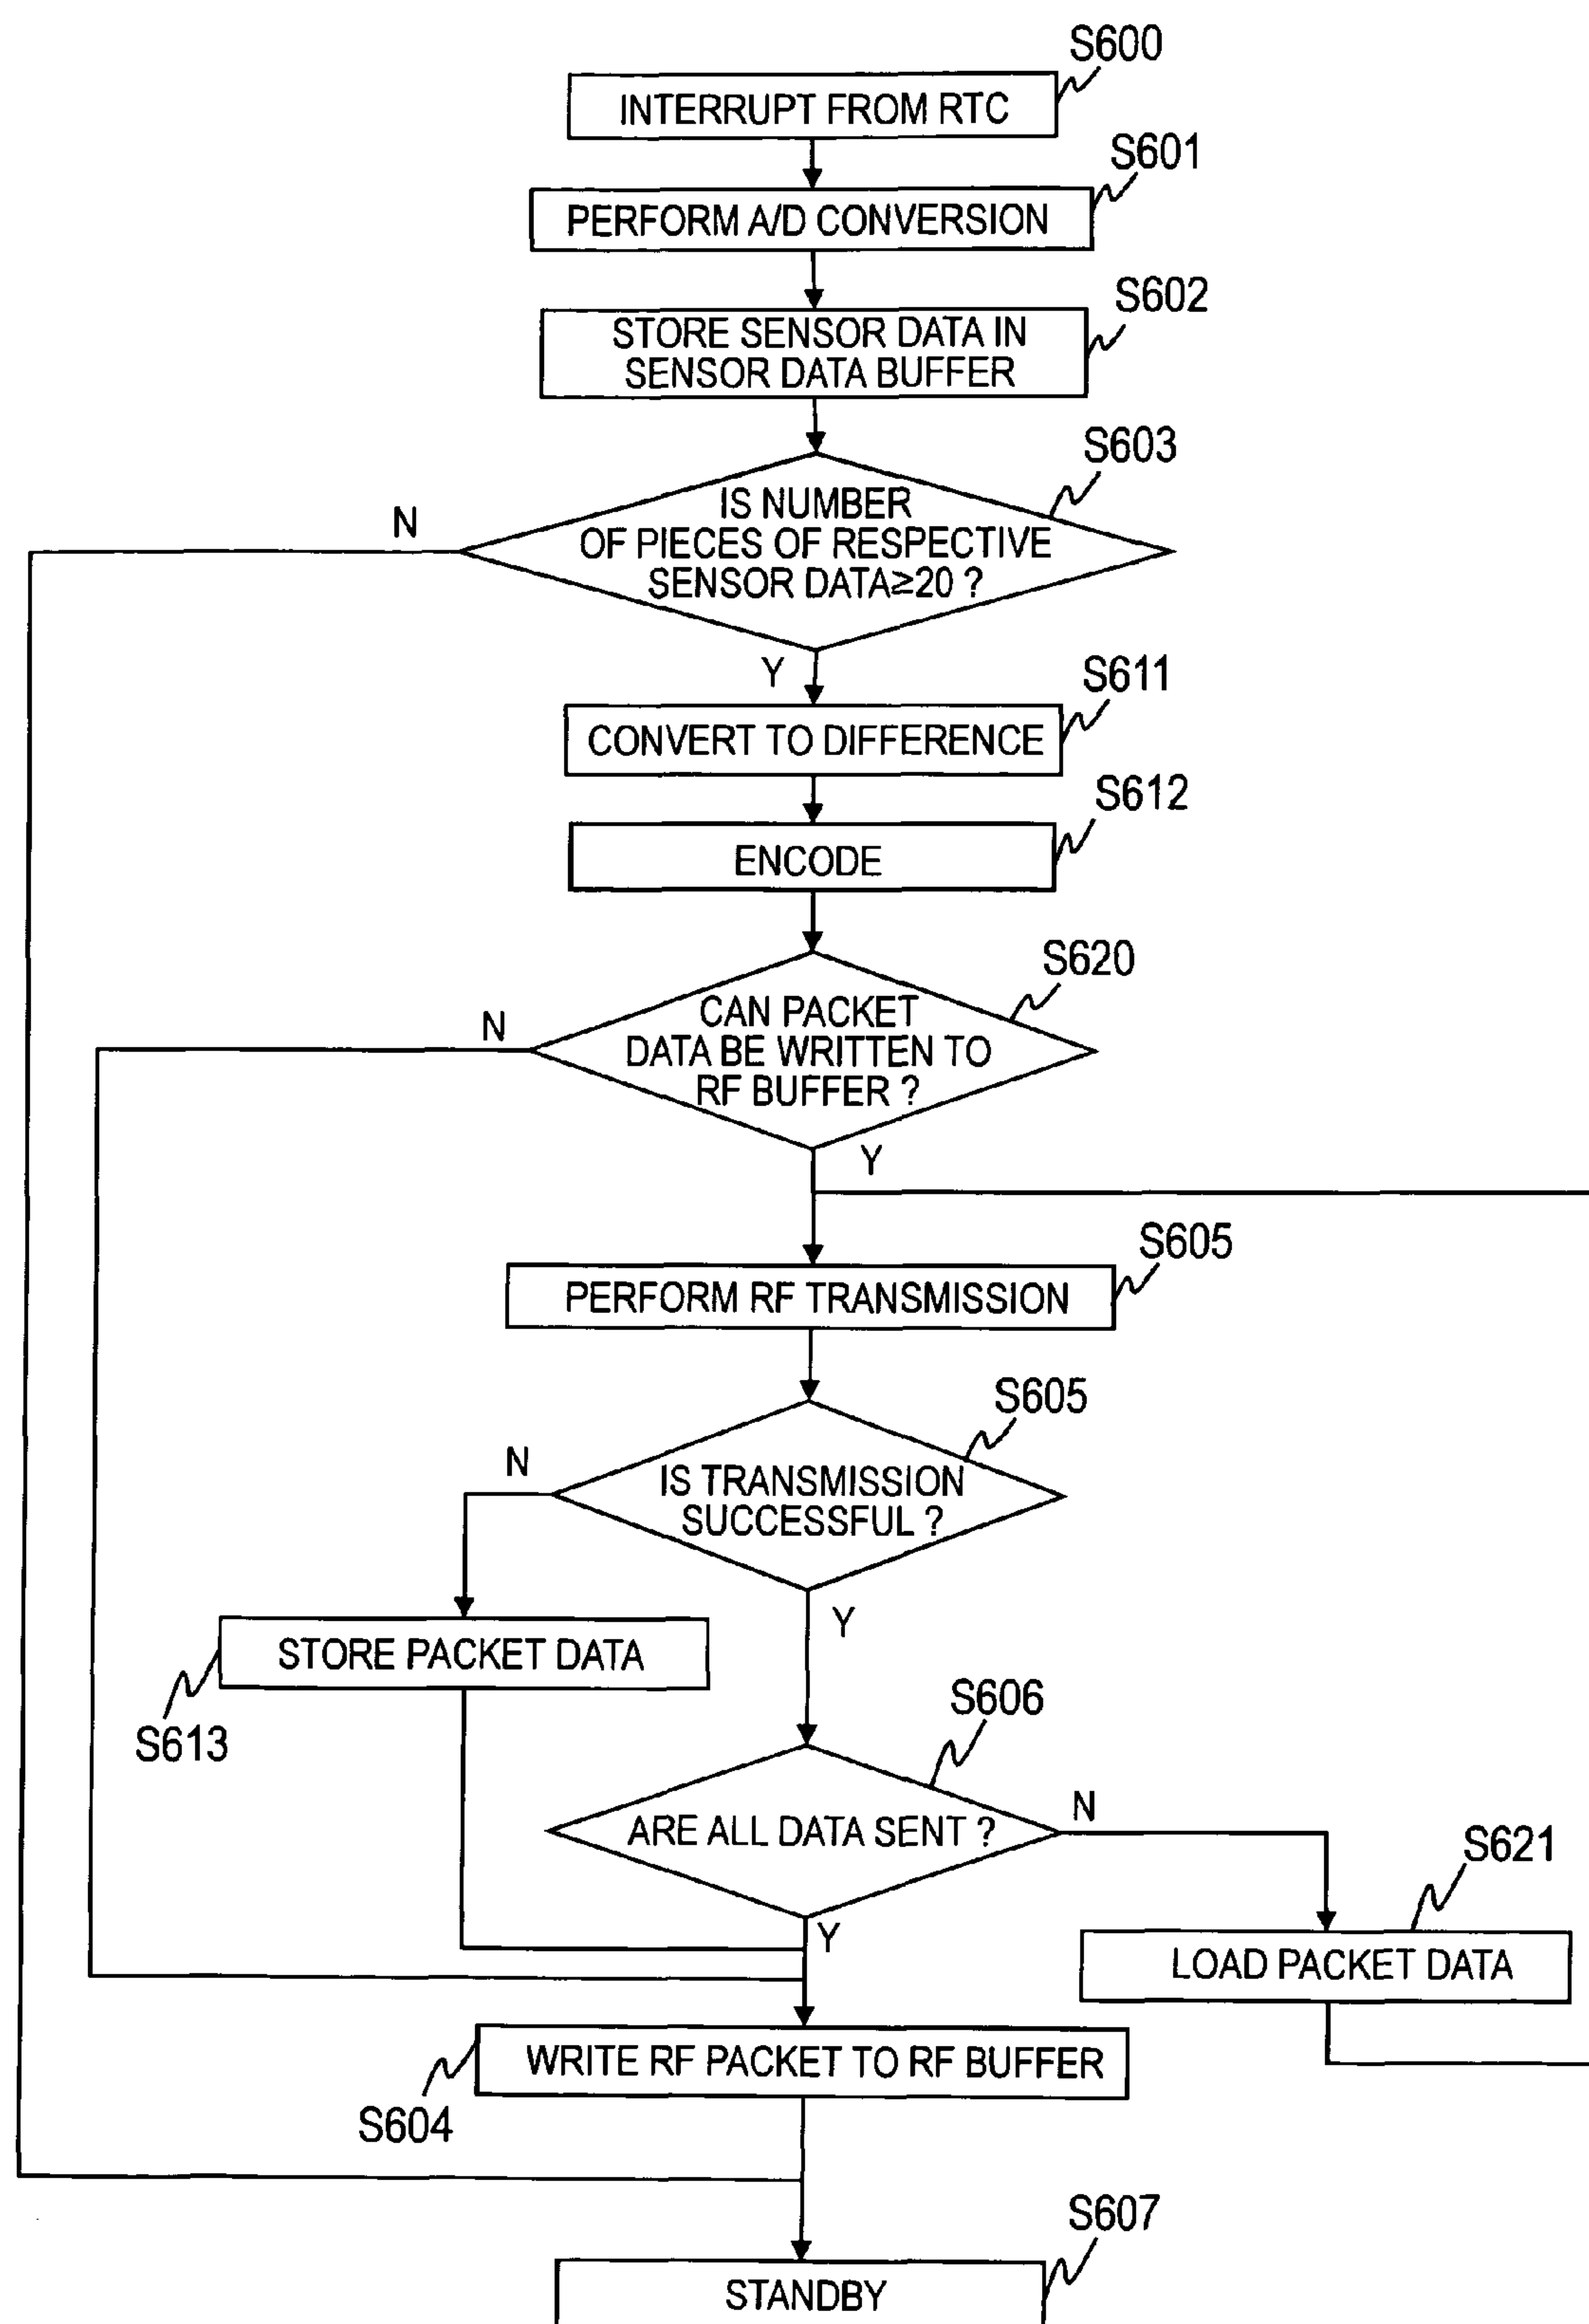 S600
INTERRUPT FROM RTC
S601
PERFORM A/D CONVERSION
S602
STORE SENSOR DATA IN
SENSOR DATA BUFFER
S603
IS NUMBER
OF PIECES OF RESPECTIVE
SENSOR DATA≥20 ?
N
Y
S611
CONVERT TO DIFFERENCE
S612
ENCODE
S620
CAN PACKET
DATA BE WRITTEN TO
RF BUFFER ?
N
Y
S605
PERFORM RF TRANSMISSION
S605
IS TRANSMISSION
SUCCESSFUL ?
N
Y
STORE PACKET DATA
S613
S606
ARE ALL DATA SENT ?
N
Y
S621
LOAD PACKET DATA
WRITE RF PACKET TO RF BUFFER
S604
S607
STANDBY